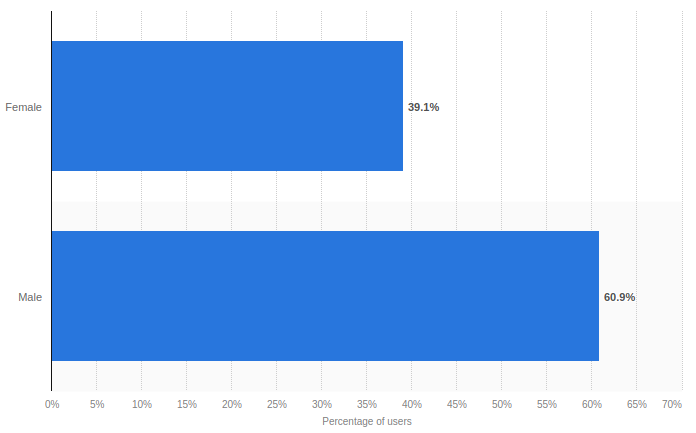 Female
39.1%
Male
60.9%
0% 5% 10% 15% 20% 25% 30% 35% 40% 45% 50% 55% 60% 65% 70%
Percentage of users